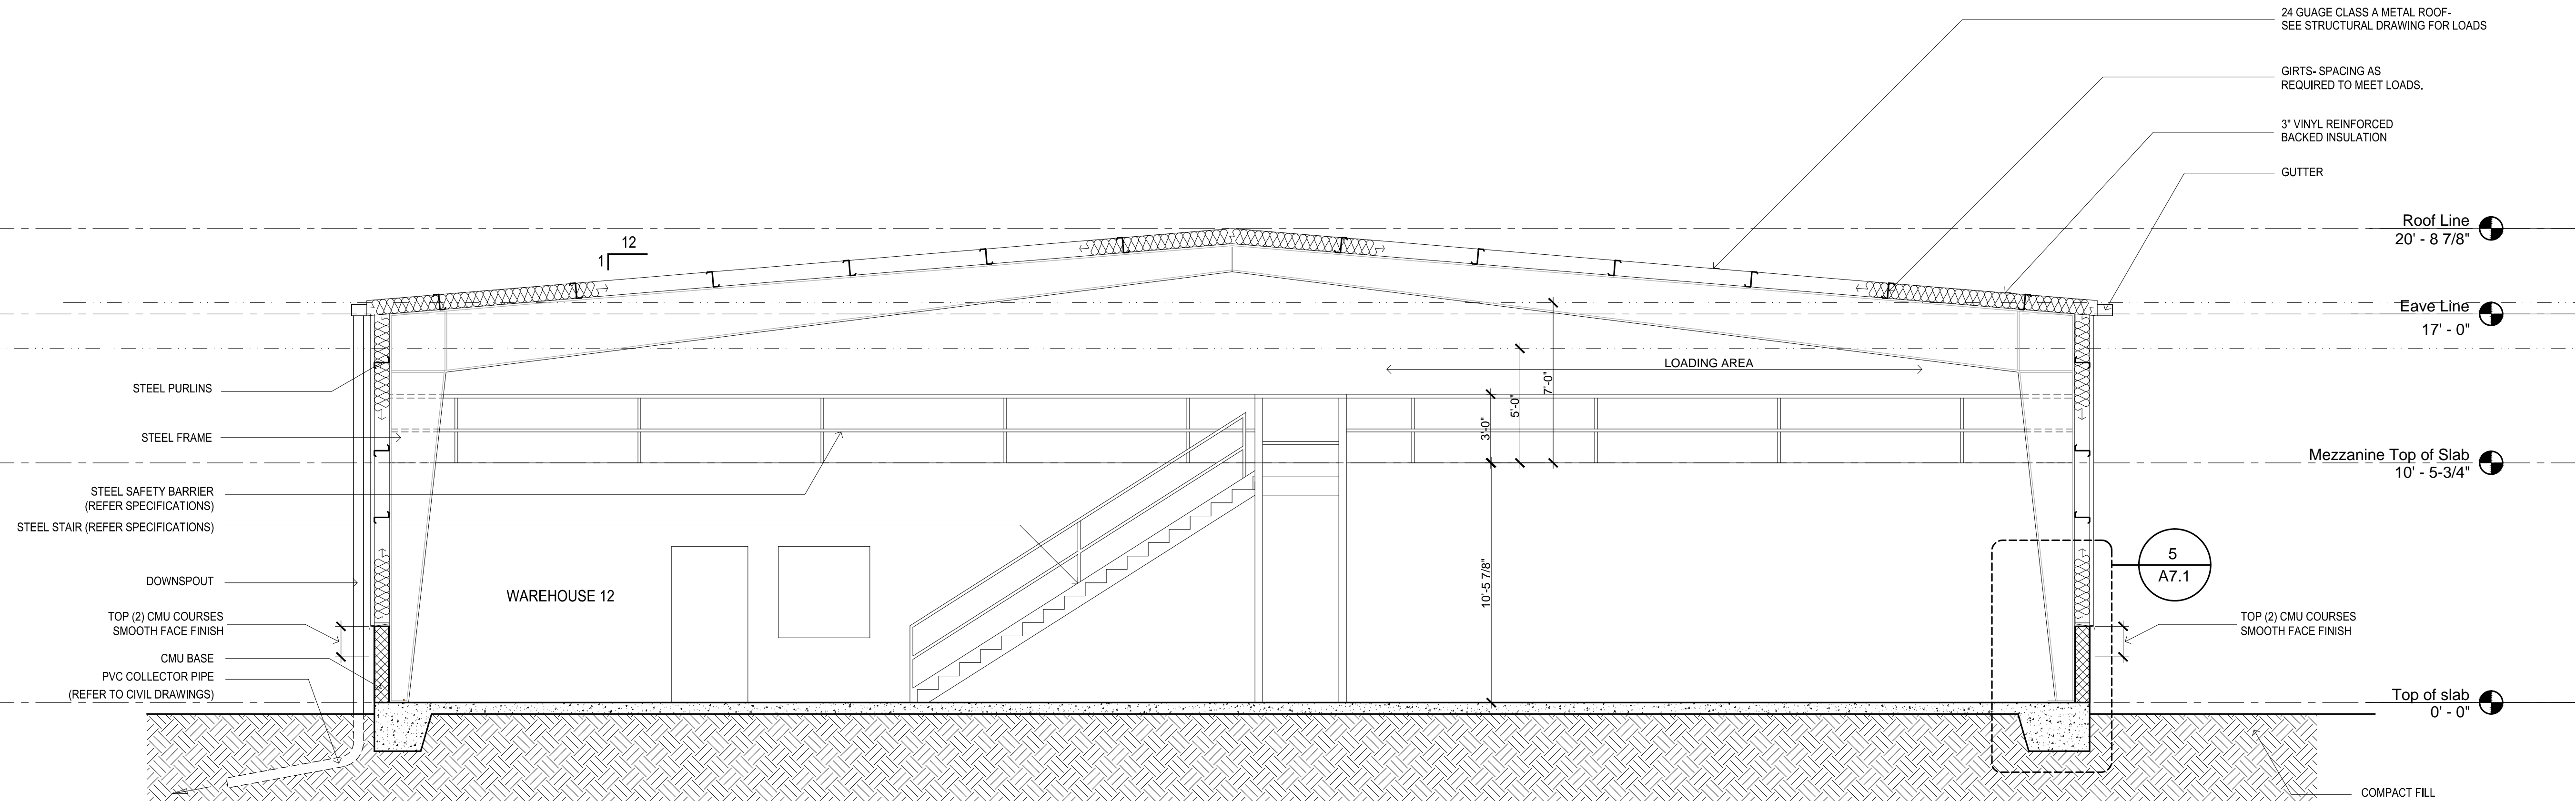 24 GUAGE CLASS A METAL ROOF-
SEE STRUCTURAL DRAWING FOR LOADS
GIRTS- SPACING AS
REQUIRED TO MEET LOADS.
3" VINYL REINFORCED
BACKED INSULATION
GUTTER
Roof Line
20' - 8 7/8"
12
1
Eave Line
17' - 0"
LOADING AREA
STEEL PURLINS
7'-0"
5'-0"
3'-0"
STEEL FRAME
Mezzanine Top of Slab
10' - 5-3/4"
STEEL SAFETY BARRIER
(REFER SPECIFICATIONS)
STEEL STAIR (REFER SPECIFICATIONS)
5
A7.1
DOWNSPOUT
10'-5 7/8"
WAREHOUSE 12
TOP (2) CMU COURSES
SMOOTH FACE FINISH
TOP (2) CMU COURSES
SMOOTH FACE FINISH
CMU BASE
PVC COLLECTOR PIPE
(REFER TO CIVIL DRAWINGS)
Top of slab
0' - 0"
COMPACT FILL